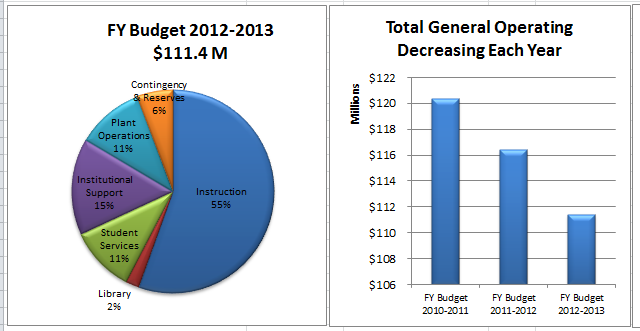 FY Budget 2012-2013
$111.4 M
Contingency
& Reserves
6%
Plant
Operations
11%
Institutional
Support
15%
Student
Services
11%
Library
2%
Instruction
55%
Total General Operating
Decreasing Each Year
Millions
$122
$120
$118
$116
$114
$112
$110
$108
$106
FY Budget
2010-2011
FY Budget
2011-2012
FY Budget
2012-2013